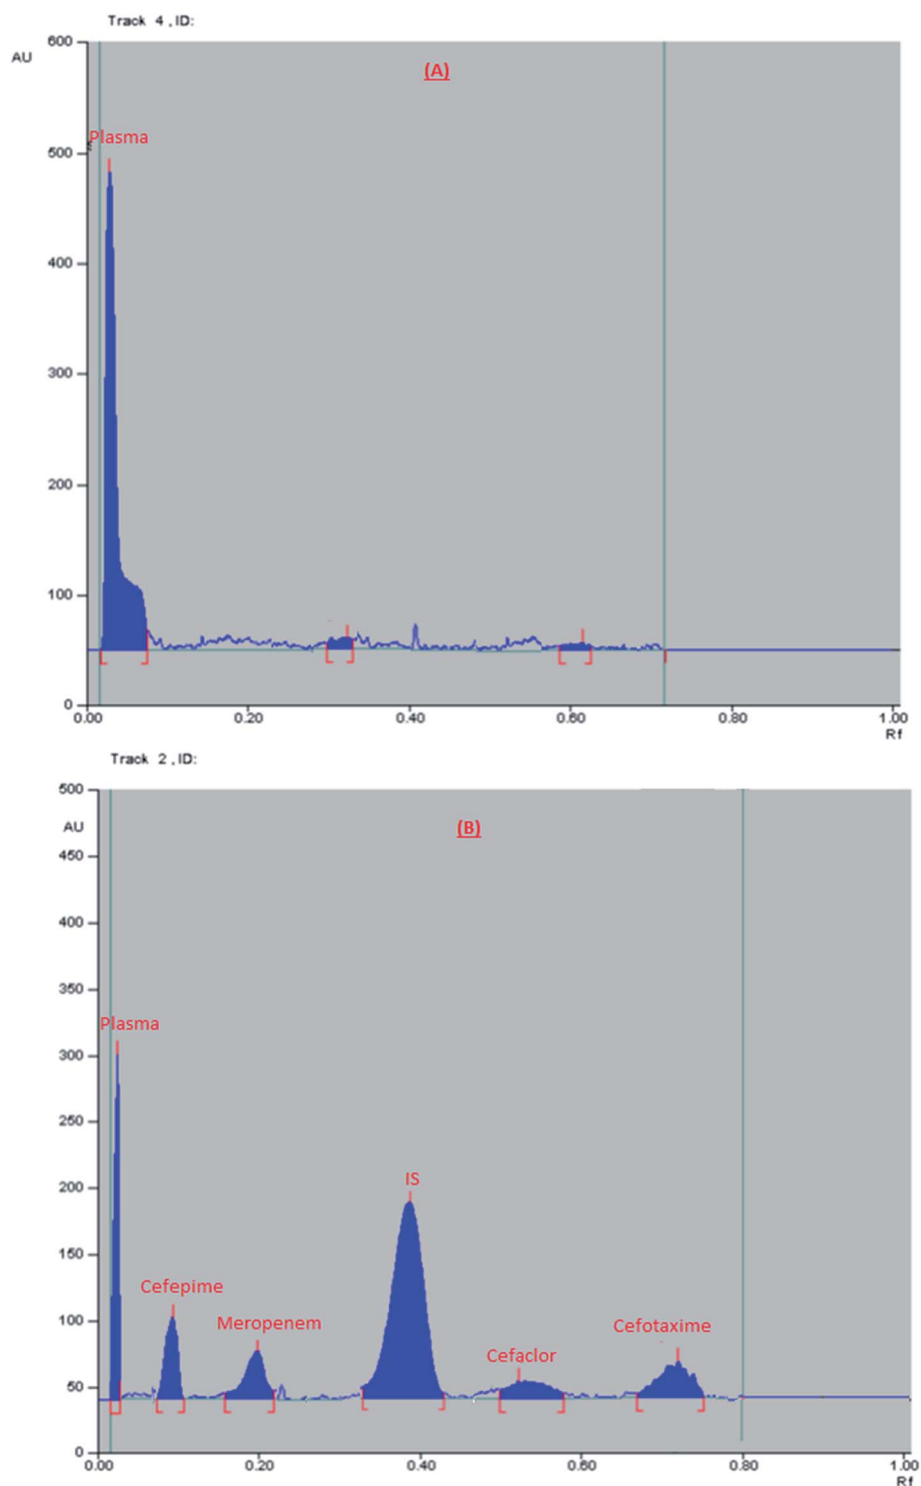 Track 4 , ID:
600
AU
(A)
Plasma
500
400
300
200
100
0
0.00 0.20 0.40 0.60 0.80 1.00
Rf
Track 2 , ID:
500
AU
(B)
450
400
350
Plasma
300
250
200
IS
150
Cefepime
Meropenem
Cefotaxime
100
Cefaclor
50
0
0.00 0.20 0.40 0.60 0.80 1.00
Rf